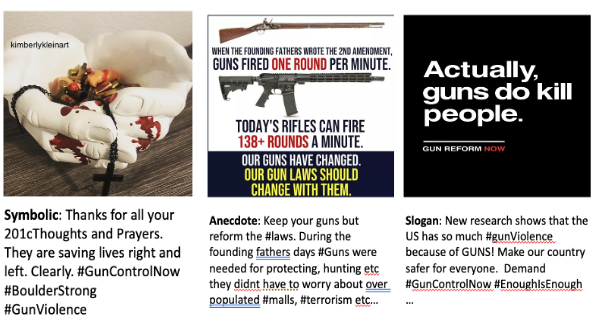 kimberlykleinart
Symbolic: Thanks for all your
201cThoughts and Prayers.
They are saving lives right and
left. Clearly. #GunControlNow
#BoulderStrong
#GunViolence
WHEN THE FOUNDING FATHERS WROTE THE 2ND AMENDMENT,
GUNS FIRED ONE ROUND PER MINUTE.
TODAY'S RIFLES CAN FIRE
138+ ROUNDS A MINUTE.
OUR GUNS HAVE CHANGED.
OUR GUN LAWS SHOULD
CHANGE WITH THEM.
Anecdote: Keep your guns but
reform the #laws. During the
founding fathers days #Guns were
needed for protecting, hunting etc
they didnt have to worry about over
populated #malls, #terrorism etc...
Actually,
guns do kill
people.
GUN REFORM NOW
Slogan: New research shows that the
US has so much #gunViolence
because of GUNS! Make our country
safer for everyone. Demand
#GunControlNow #EnoughIsEnough
...